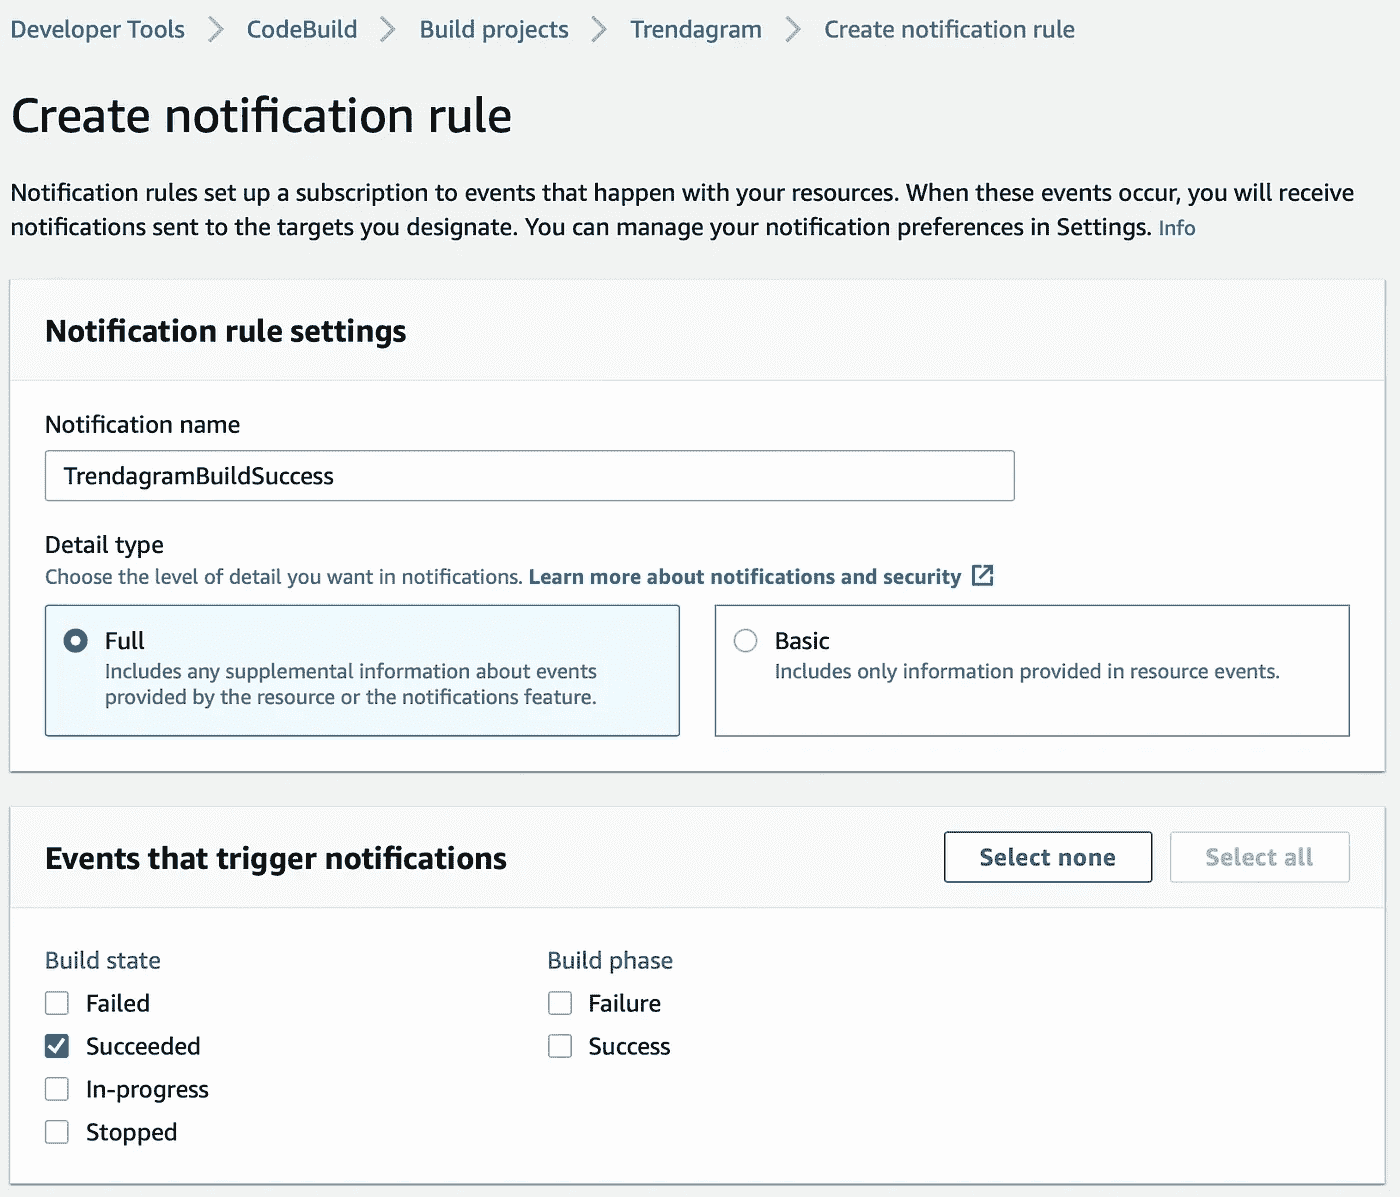 Developer Tools > CodeBuild > Build projects > Trendagram > Create notification rule
Create notification rule
Notification rules set up a subscription to events that happen with your resources. When these events occur, you will receive
notifications sent to the targets you designate. You can manage your notification preferences in Settings. Info
Notification rule settings
Notification name
TrendagramBuildSuccess
Detail type
Choose the level of detail you want in notifications. Learn more about notifications and security
Full
Includes any supplemental information about events
provided by the resource or the notifications feature.
Basic
Includes only information provided in resource events.
Events that trigger notifications
Select none
Select all
Build state
Failed
Succeeded
In-progress
Stopped
Build phase
Failure
Success